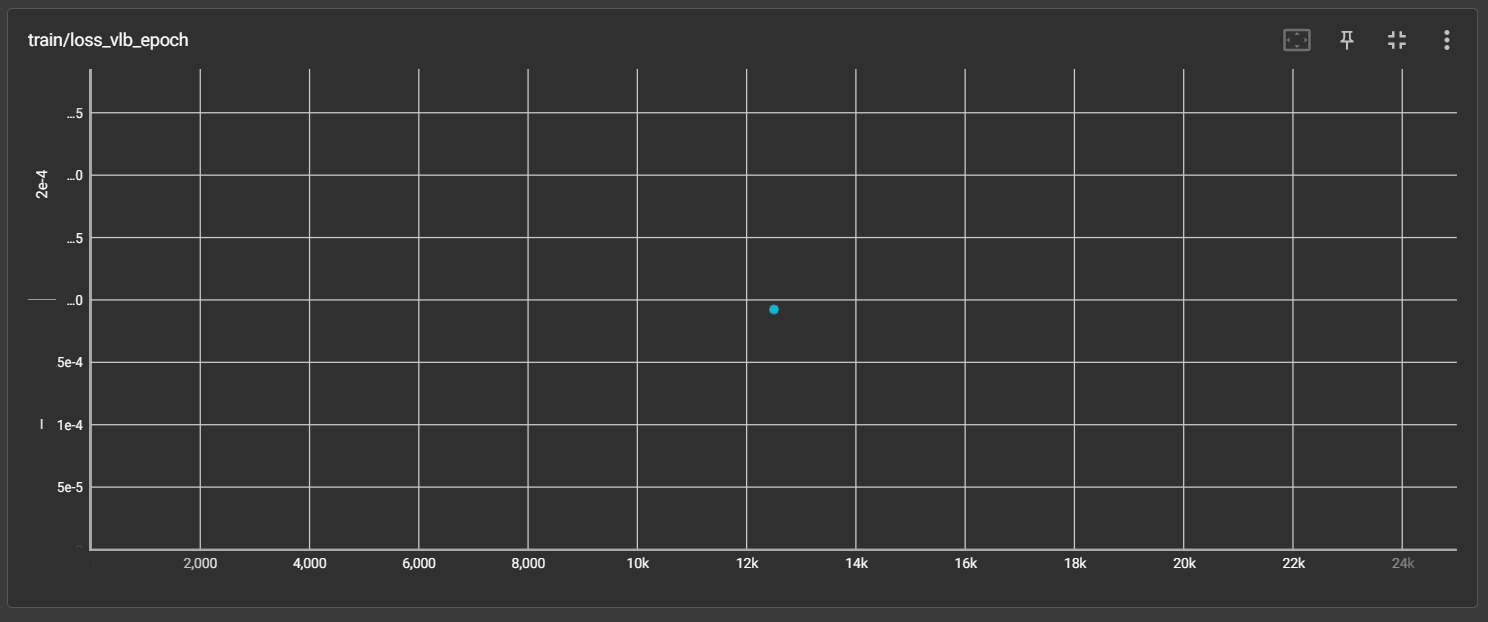 train/loss_vlb_epoch
...5
...0
2e-4
...5
...0
5e-4
1e-4
5e-5
2,000 4,000 6,000 8,000 10k 12k 14k 16k 18k 20k 22k 24k